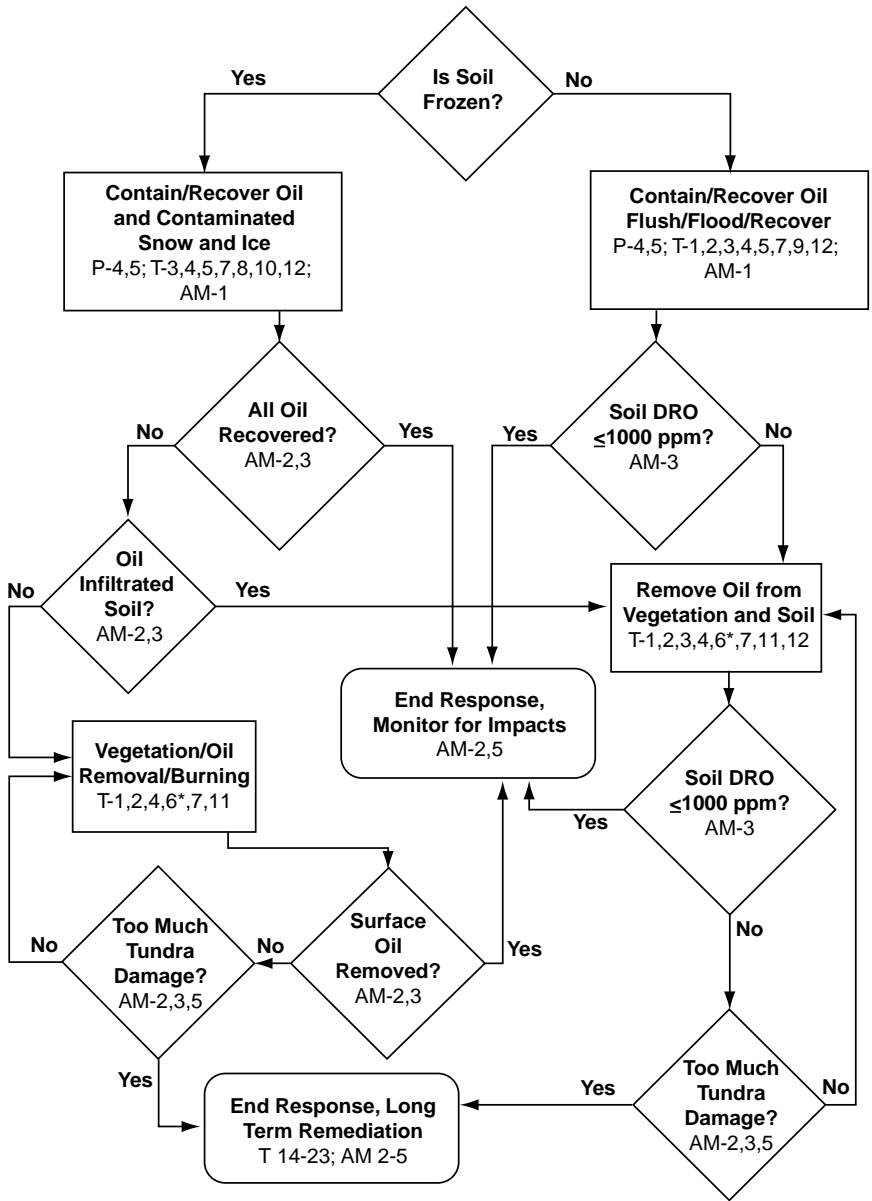 Is Soil
Frozen?
Yes
No
Contain/Recover Oil
and Contaminated
Snow and Ice
P-4,5; T-3,4,5,7,8,10,12;
AM-1
Contain/Recover Oil
Flush/Flood/Recover
P-4,5; T-1,2,3,4,5,7,9,12;
AM-1
All Oil
Recovered?
AM-2,3
No
Yes
Soil DRO
≤1000 ppm?
AM-3
Yes
No
Oil
Infiltrated
Soil?
AM-2,3
No
Yes
Remove Oil from
Vegetation and Soil
T-1,2,3,4,6*,7,11,12
End Response,
Monitor for Impacts
AM-2,5
Vegetation/Oil
Removal/Burning
T-1,2,4,6*,7,11
Soil DRO
≤1000 ppm?
AM-3
Yes
No
Too Much
Tundra
Damage?
AM-2,3,5
No
Yes
Surface
Oil
Removed?
AM-2,3
No
Yes
Too Much
Tundra
Damage?
AM-2,3,5
Yes
No
End Response, Long
Term Remediation
T 14-23; AM 2-5